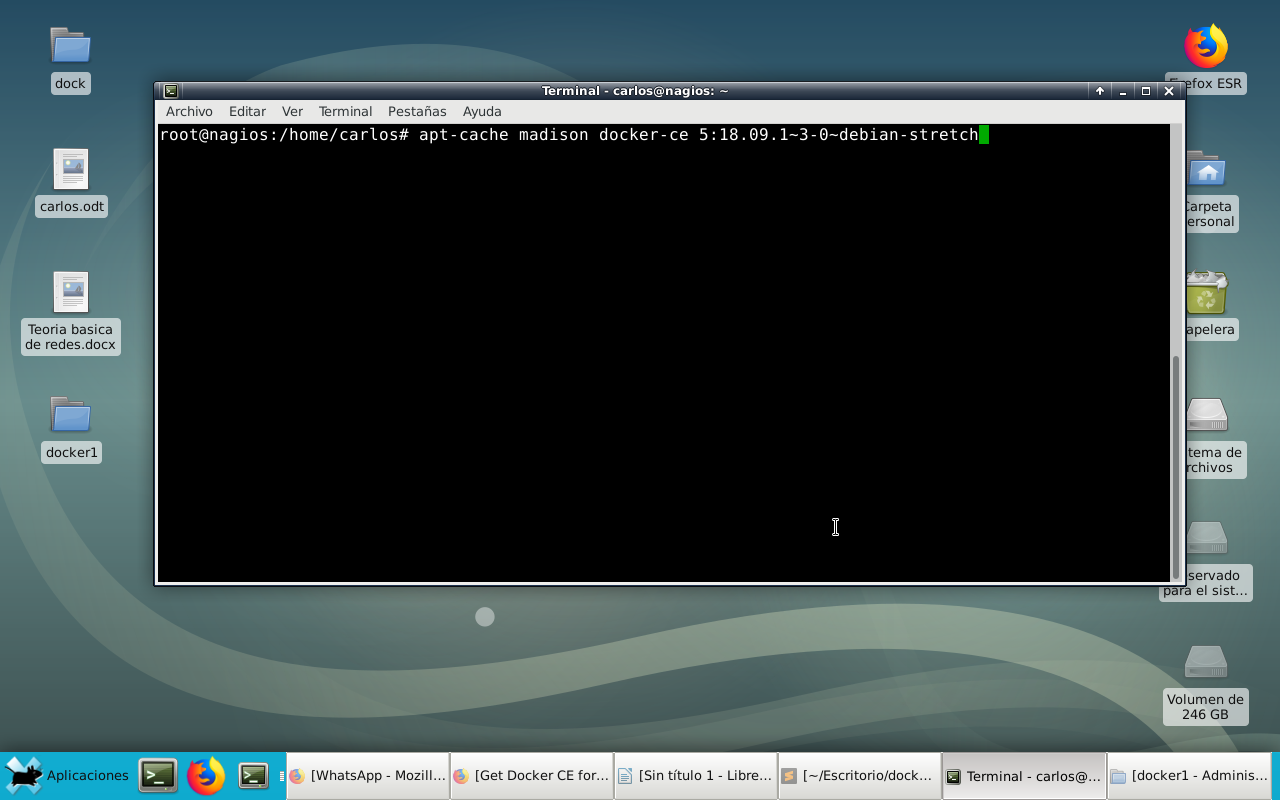 dock
carlos.odt
Teoria basica
de redes.docx
docker1
Terminal - carlos@nagios: ~
Archivo Editar Ver Terminal Pestañas Ayuda
root@nagios:/home/carlos# apt-cache madison docker-ce 5:18.09.1~3-0~debian-stretch
efox ESR
Carpeta
ersonal
apelera
tema de
rchivos
servado
para el sist...
Volumen de
246 GB
Aplicaciones
[WhatsApp - Mozill...
[Get Docker CE for...
[Sin título 1 - Libre...
[~/Escritorio/dock...
Terminal - carlos@...
[docker1 - Adminis...